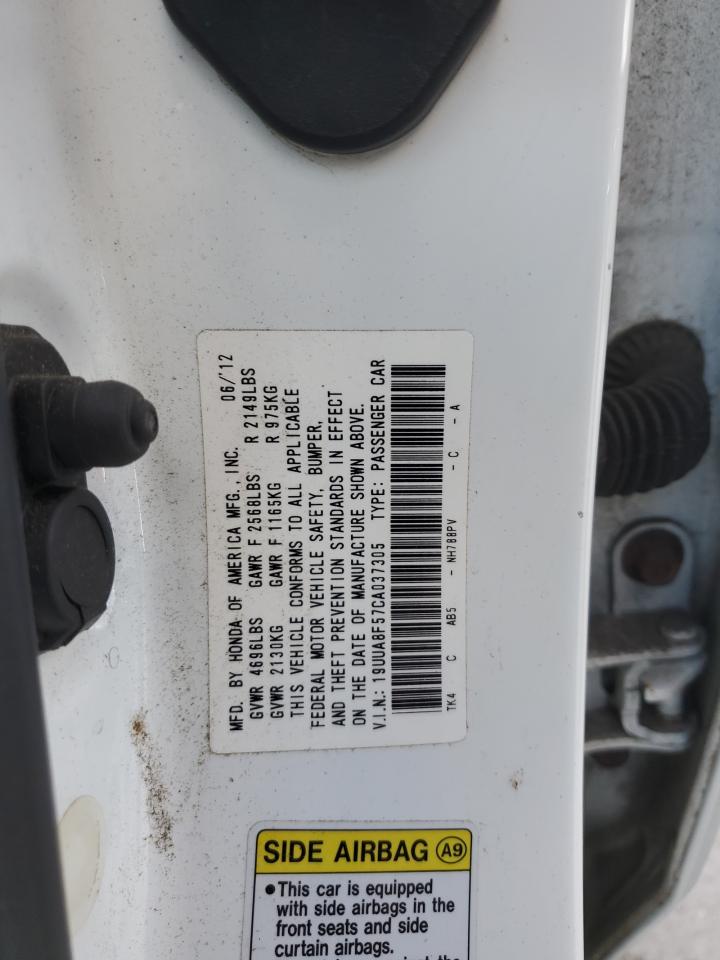 MFD. BY HONDA OF AMERICA MFG., INC. 06/'12
GVWR 4696LBS GAWR F 2568LBS R 2149LBS
GVWR 2130KG GAWR F 1165KG R 975KG
THIS VEHICLE CONFORMS TO ALL APPLICABLE
FEDERAL MOTOR VEHICLE SAFETY, BUMPER,
AND THEFT PREVENTION STANDARDS IN EFFECT
ON THE DATE OF MANUFACTURE SHOWN ABOVE.
V.I.N.: 19UUA8F57CA037305 TYPE: PASSENGER CAR
TK4 C AB5 - NH788PV - C - A
SIDE AIRBAG A9
•This car is equipped
with side airbags in the
front seats and side
curtain airbags.